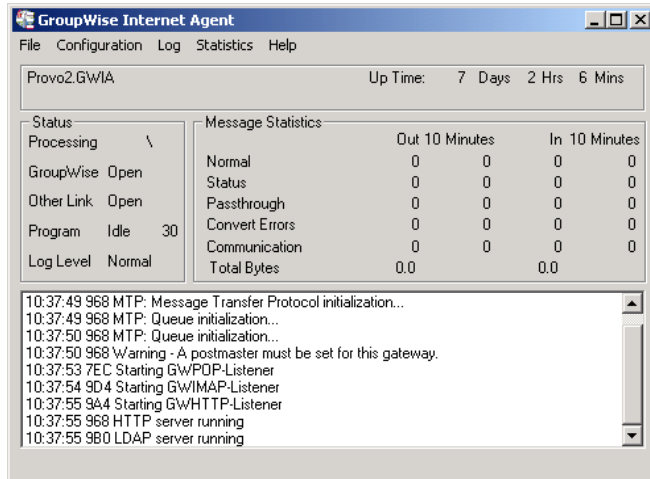 GroupWise Internet Agent
File Configuration Log Statistics Help
Provo2.GWIA Up Time: 7 Days 2 Hrs 6 Mins
Status
Processing \
GroupWise Open
Other Link Open
Program Idle 30
Log Level Normal
Message Statistics
Out 10 Minutes In 10 Minutes
Normal 0 0 0 0
Status 0 0 0 0
Passthrough 0 0 0 0
Convert Errors 0 0 0 0
Communication 0 0 0 0
Total Bytes 0.0 0.0
10:37:49 968 MTP: Message Transfer Protocol initialization...
10:37:49 968 MTP: Queue initialization...
10:37:50 968 MTP: Queue initialization...
10:37:50 968 Warning - A postmaster must be set for this gateway.
10:37:53 7EC Starting GWPOP-Listener
10:37:54 9D4 Starting GWIMAP-Listener
10:37:55 9A4 Starting GWHTTP-Listener
10:37:55 968 HTTP server running
10:37:55 9B0 LDAP server running